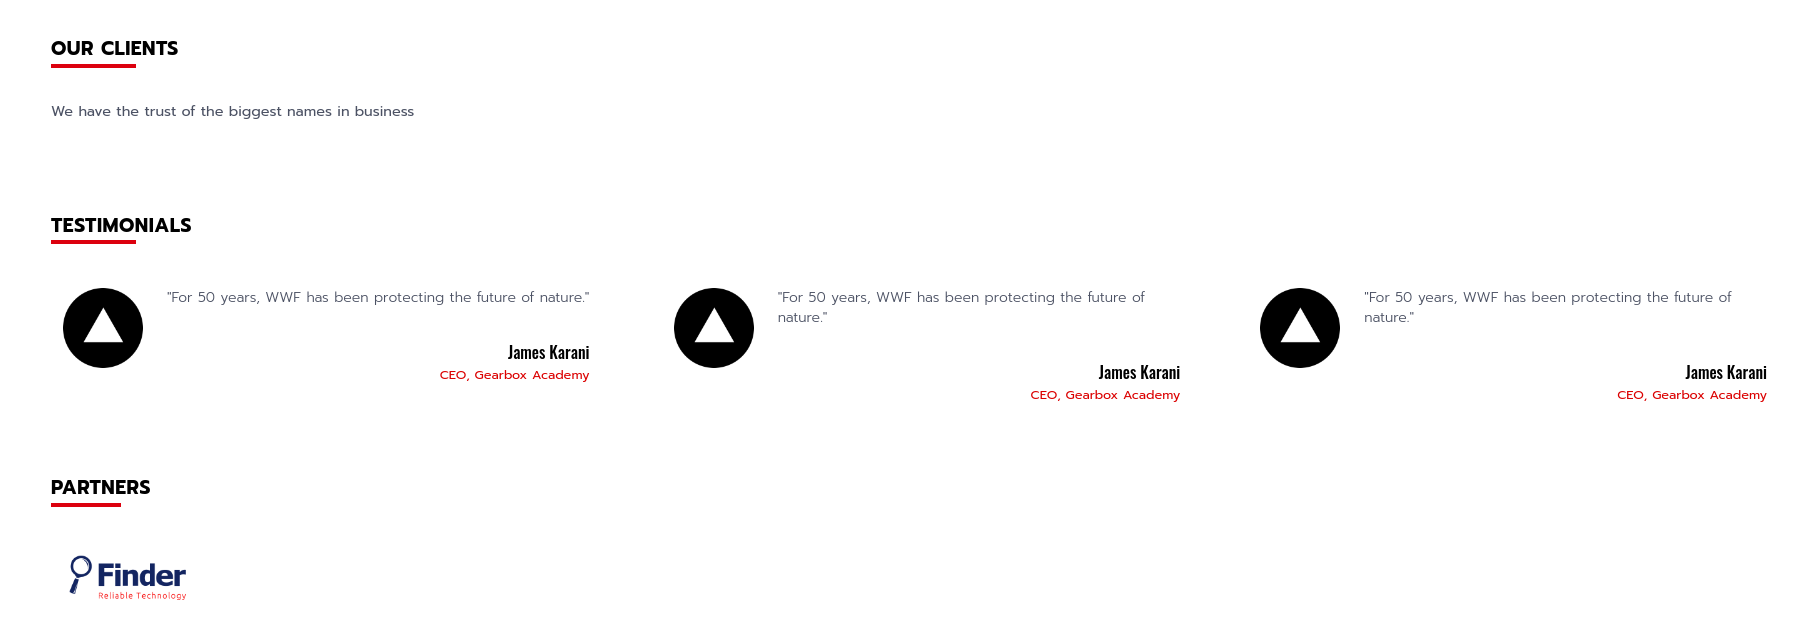 OUR CLIENTS
We have the trust of the biggest names in business
TESTIMONIALS
"For 50 years, WWF has been protecting the future of nature."
James Karani
CEO, Gearbox Academy
"For 50 years, WWF has been protecting the future of
nature."
James Karani
CEO, Gearbox Academy
"For 50 years, WWF has been protecting the future of
nature."
James Karani
CEO, Gearbox Academy
PARTNERS
Finder
Reliable Technology